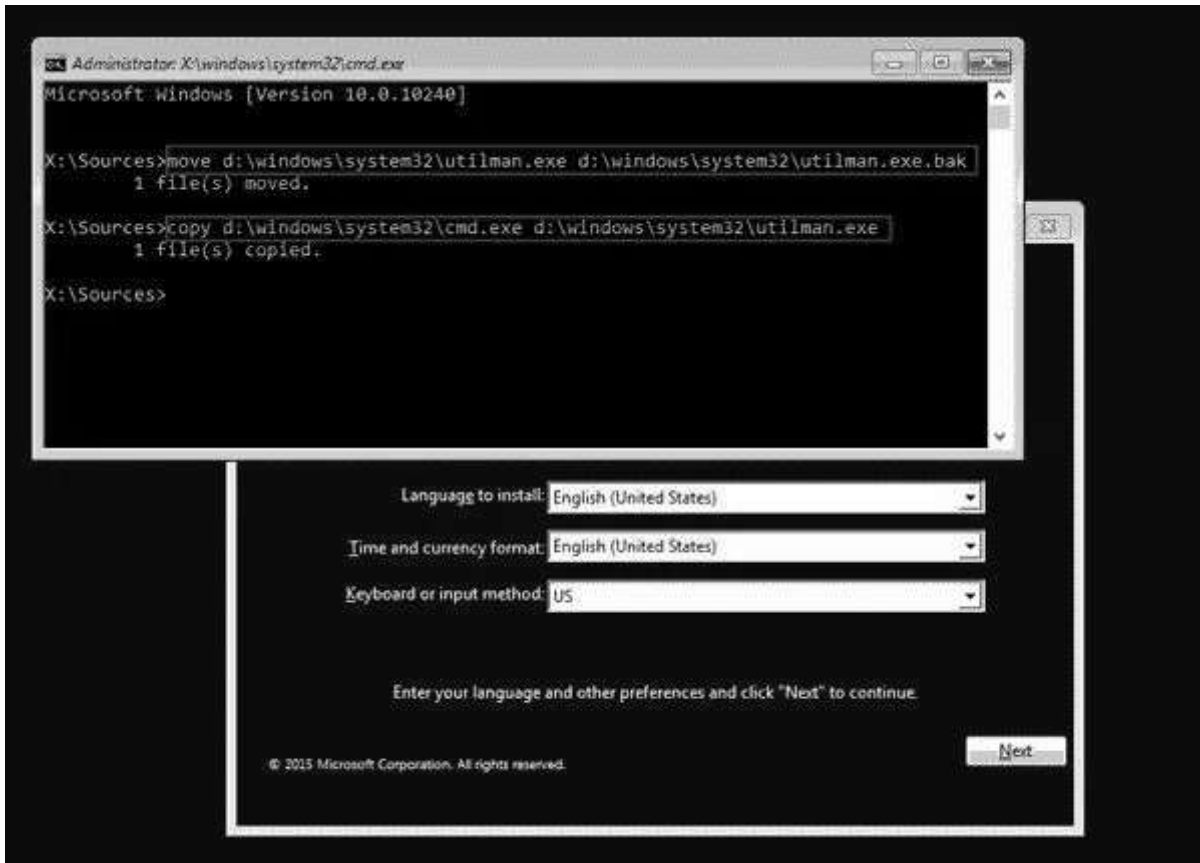 Administrator: X:\windows\system32\cmd.exe
Microsoft Windows [Version 10.0.10240]
X:\Sources>move d:\windows\system32\utilman.exe d:\windows\system32\utilman.exe.bak
1 file(s) moved.
X:\Sources>copy d:\windows\system32\cmd.exe d:\windows\system32\utilman.exe
1 file(s) copied.
X:\Sources>
Language to install: English (United States)
Time and currency format: English (United States)
Keyboard or input method: US
Enter your language and other preferences and click "Next" to continue.
© 2015 Microsoft Corporation. All rights reserved.
Next